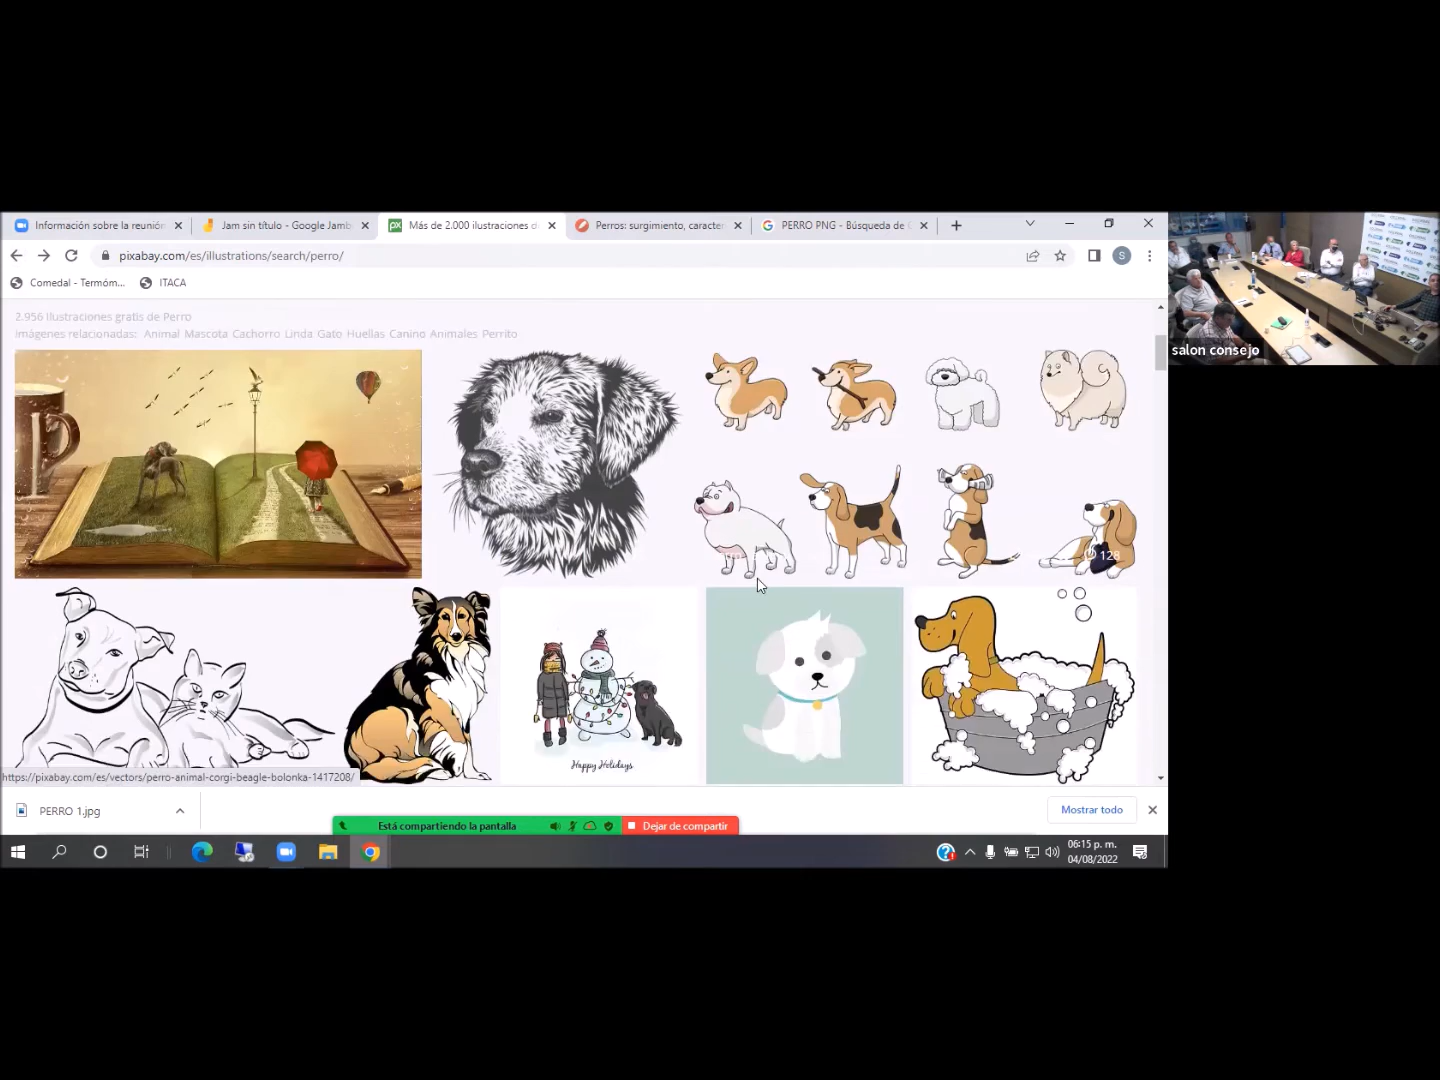 Información sobre la reunión
Jam sin título - Google Jamb
Más de 2.000 ilustraciones d
Perros: surgimiento, caracter
PERRO PNG - Búsqueda de
pixabay.com/es/illustrations/search/perro/
S
Comedal - Termóm...
ITACA
2.956 ilustraciones gratis de Perro
Imágenes relacionadas: Animal Mascota Cachorro Linda Gato Huellas Canino Animales Perrito
128
Happy Holidays
https://pixabay.com/es/vectors/perro-animal-corgi-beagle-bolonka-1417208/
PERRO 1.jpg
Mostrar todo
Está compartiendo la pantalla
Dejar de compartir
06:15 p. m.
04/08/2022
salon consejo